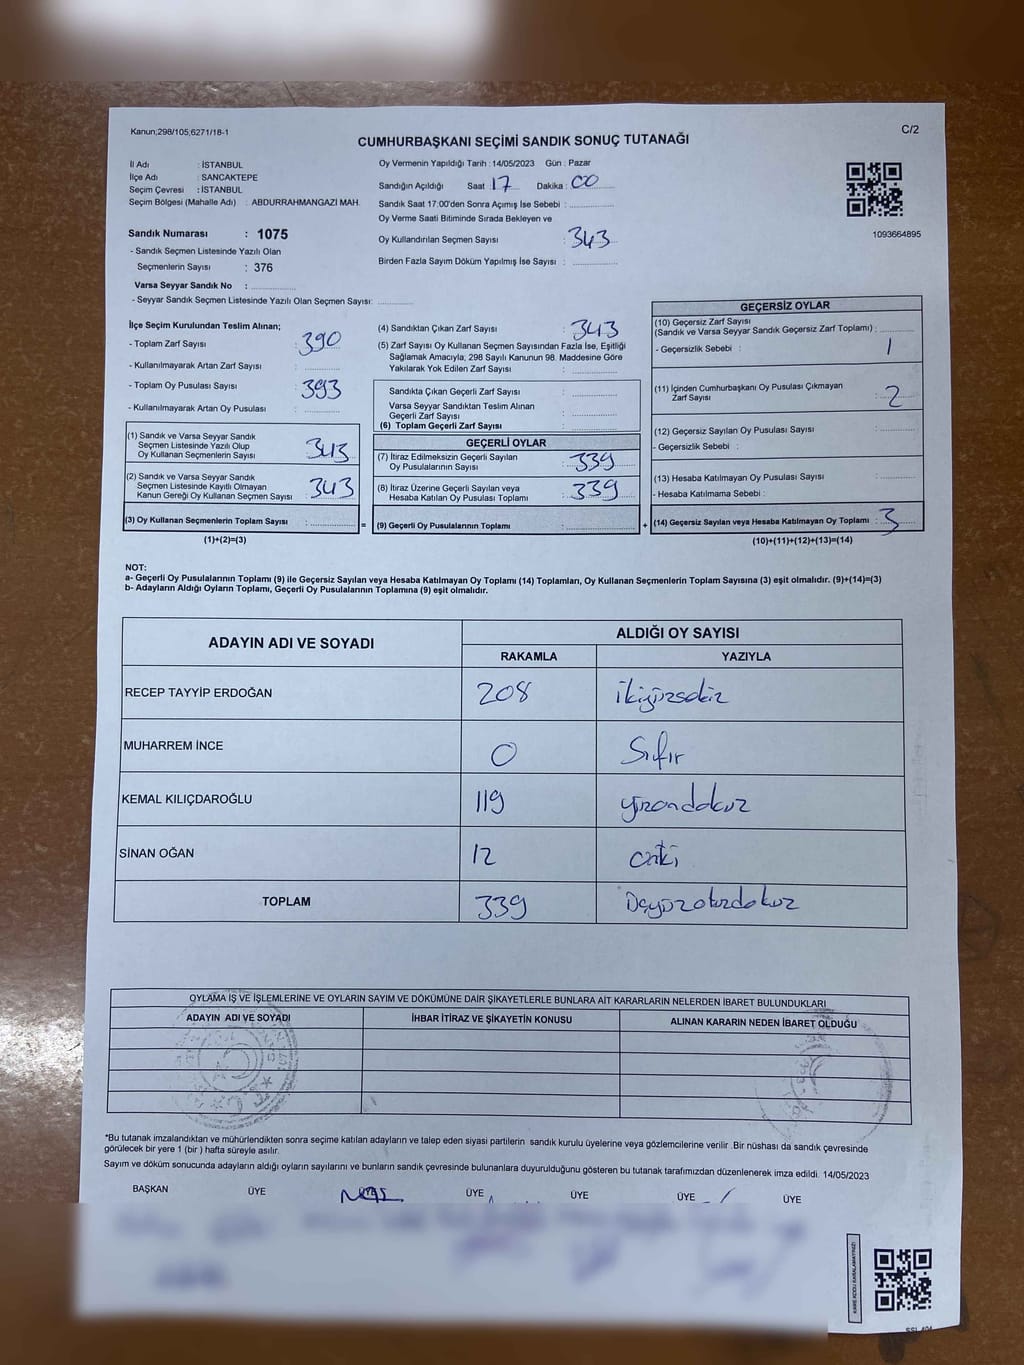 Kanun,298/105,6271/18-1
C/2
CUMHURBAŞKANI SEÇİMİ SANDIK SONUÇ TUTANAĞI
İl Adı : İSTANBUL
İlçe Adı : SANCAKTEPE
Seçim Çevresi : İSTANBUL
Seçim Bölgesi (Mahalle Adı) : ABDURRAHMANGAZİ MAH.
Sandık Numarası : 1075
- Sandık Seçmen Listesinde Yazılı Olan
Seçmenlerin Sayısı : 376
Varsa Seyyar Sandık No :
- Seyyar Sandık Seçmen Listesinde Yazılı Olan Seçmen Sayısı:
Oy Vermenin Yapıldığı Tarih : 14/05/2023 Gün : Pazar
Sandığın Açıldığı Saat : 17 Dakika : 00
Sandık Saat 17:00'den Sonra Açımış İse Sebebi :
Oy Verme Saati Bitiminde Sırada Bekleyen ve
Oy Kullandırılan Seçmen Sayısı : 343
Birden Fazla Sayım Döküm Yapılmış İse Sayısı :
1093664895
İlçe Seçim Kurulundan Teslim Alınan;
- Toplam Zarf Sayısı : 390
- Kullanılmayarak Artan Zarf Sayısı :
- Toplam Oy Pusulası Sayısı : 393
- Kullanılmayarak Artan Oy Pusulası :
(1) Sandık ve Varsa Seyyar Sandık
Seçmen Listesinde Yazılı Olup
Oy Kullanan Seçmenlerin Sayısı : 343
(2) Sandık ve Varsa Seyyar Sandık
Seçmen Listesinde Kayıtlı Olmayan
Kanun Gereği Oy Kullanan Seçmen Sayısı : 343
(3) Oy Kullanan Seçmenlerin Toplam Sayısı : =
(1)+(2)=(3)
(4) Sandıktan Çıkan Zarf Sayısı : 343
(5) Zarf Sayısı Oy Kullanan Seçmen Sayısından Fazla İse, Eşitliği
Sağlamak Amacıyla, 298 Sayılı Kanunun 98. Maddesine Göre
Yakılarak Yok Edilen Zarf Sayısı :
Sandıkta Çıkan Geçerli Zarf Sayısı :
Varsa Seyyar Sandıktan Teslim Alınan
Geçerli Zarf Sayısı :
(6) Toplam Geçerli Zarf Sayısı :
GEÇERLİ OYLAR
(7) İtiraz Edilmeksizin Geçerli Sayılan
Oy Pusulalarının Sayısı : 339
(8) İtiraz Üzerine Geçerli Sayılan veya
Hesaba Katılan Oy Pusulası Toplamı : 339
(9) Geçerli Oy Pusulalarının Toplamı : +
GEÇERSİZ OYLAR
(10) Geçersiz Zarf Sayısı
(Sandık ve Varsa Seyyar Sandık Geçersiz Zarf Toplamı) :
- Geçersizlik Sebebi : 1
(11) İçinden Cumhurbaşkanı Oy Pusulası Çıkmayan
Zarf Sayısı : 2
(12) Geçersiz Sayılan Oy Pusulası Sayısı :
- Geçersizlik Sebebi :
(13) Hesaba Katılmayan Oy Pusulası Sayısı :
- Hesaba Katılmama Sebebi :
(14) Geçersiz Sayılan veya Hesaba Katılmayan Oy Toplamı : 3
(10)+(11)+(12)+(13)=(14)
NOT:
a- Geçerli Oy Pusulalarının Toplamı (9) ile Geçersiz Sayılan veya Hesaba Katılmayan Oy Toplamı (14) Toplamları, Oy Kullanan Seçmenlerin Toplam Sayısına (3) eşit olmalıdır. (9)+(14)=(3)
b- Adayların Aldığı Oyların Toplamı, Geçerli Oy Pusulalarının Toplamına (9) eşit olmalıdır.
ADAYIN ADI VE SOYADI ALDIĞI OY SAYISI
RAKAMLA YAZIYLA
RECEP TAYYİP ERDOĞAN 208 ikiyüzsekiz
MUHARREM İNCE 0 Sıfır
KEMAL KILIÇDAROĞLU 119 yüzondokuz
SİNAN OĞAN 12 oniki
TOPLAM 339 üçyüzotuzdokuz
OYLAMA İŞ VE İŞLEMLERİNE VE OYLARIN SAYIM VE DÖKÜMÜNE DAİR ŞİKAYETLERLE BUNLARA AİT KARARLARIN NELERDEN İBARET BULUNDUKLARI
ADAYIN ADI VE SOYADI İHBAR İTİRAZ VE ŞİKAYETİN KONUSU ALINAN KARARIN NEDEN İBARET OLDUĞU
*Bu tutanak imzalandıktan ve mühürlendikten sonra seçime katılan adayların ve talep eden siyasi partilerin sandık kurulu üyelerine veya gözlemcilerine verilir .Bir nüshası da sandık çevresinde
görülecek bir yere 1 (bir ) hafta süreyle asılır.
Sayım ve döküm sonucunda adayların aldığı oyların sayılarını ve bunların sandık çevresinde bulunanlara duyurulduğunu gösteren bu tutanak tarafımızdan düzenlenerek imza edildi. 14/05/2023
BAŞKAN ÜYE ÜYE ÜYE ÜYE ÜYE ÜYE